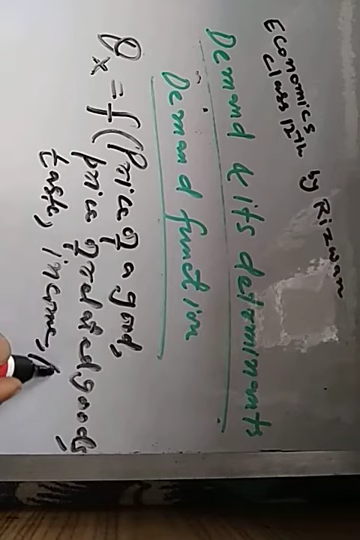 Economics by Rizwan
Class 12th
Demand & its determinants
Demand function
Qx = f (Price of a good,
price of related goods
taste, income,